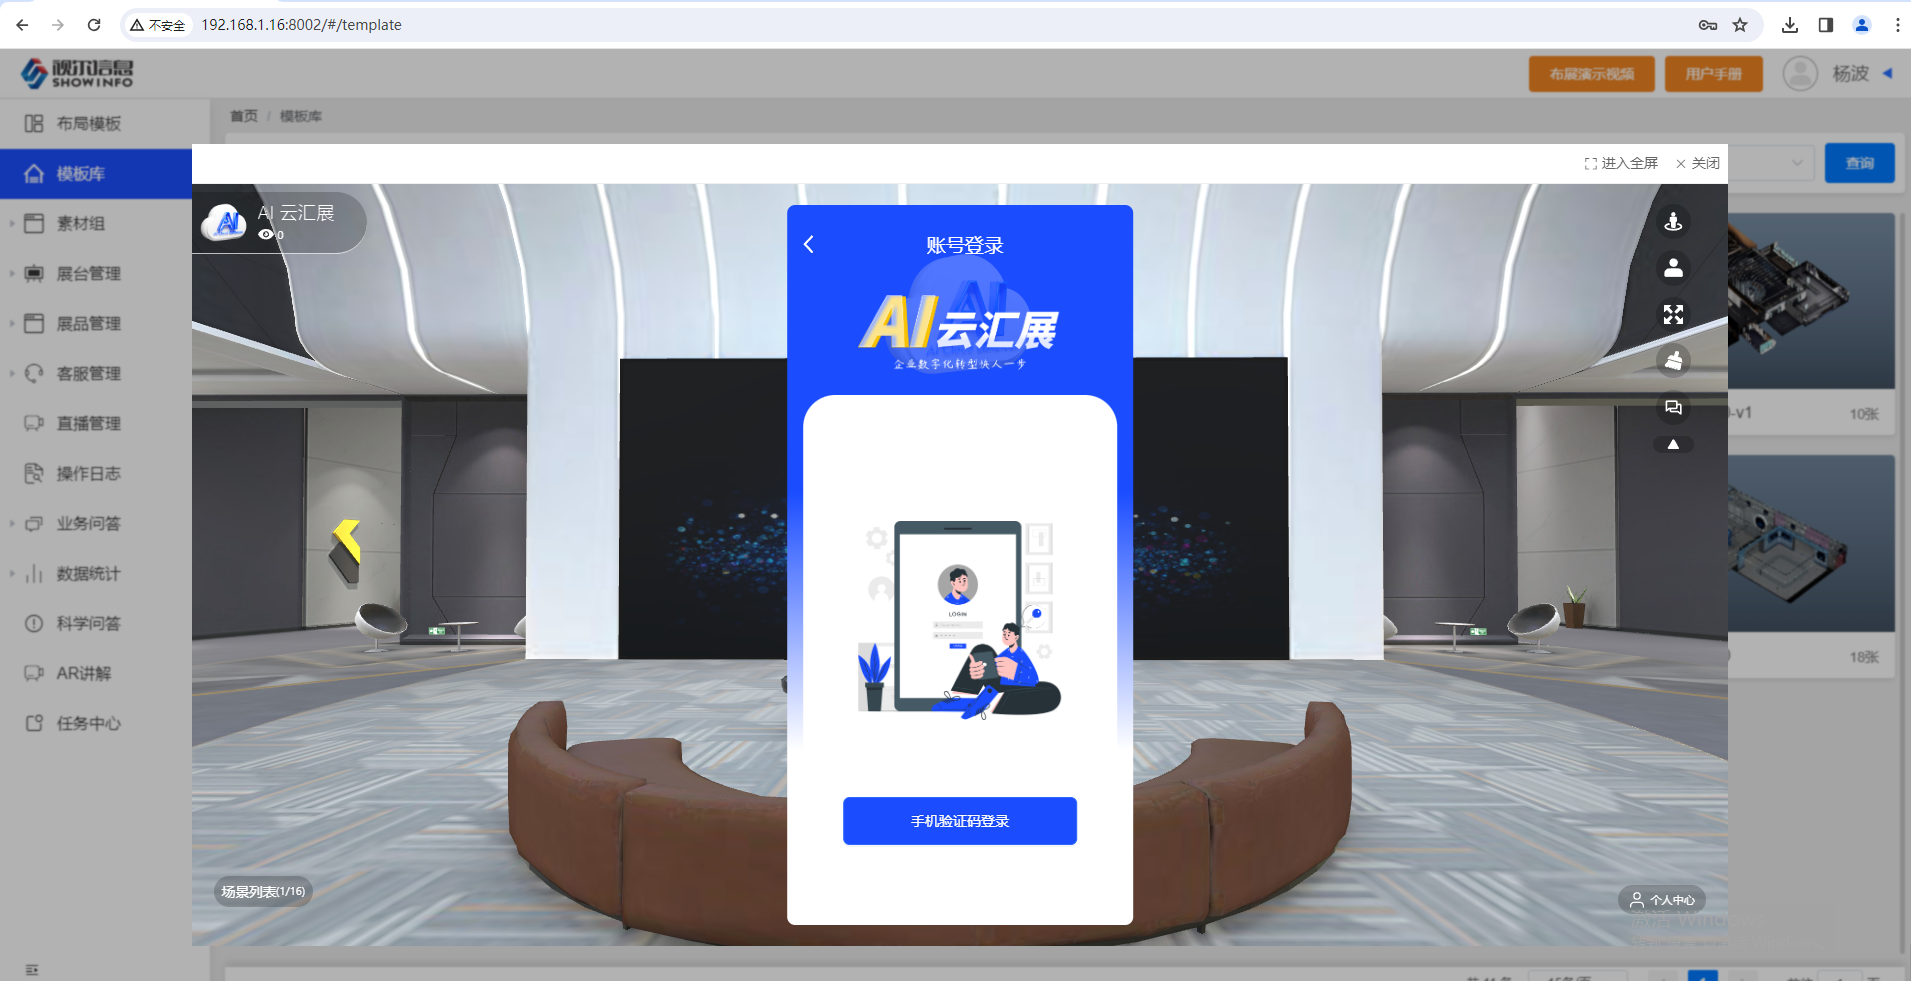 不安全
192.168.1.16:8002/#/template
视尔信息
SHOWINFO
布展演示视频
用户手册
杨波
首页 / 模板库
布局模板
模板库
素材组
展台管理
展品管理
客服管理
直播管理
操作日志
业务问答
数据统计
科学问答
AR讲解
任务中心
进入全屏
关闭
查询
AI 云汇展
0
账号登录
AI云汇展
企业数字化转型快人一步
LOGIN
手机验证码登录
场景列表(1/16)
个人中心
激活 Windows
-v1
10张
18张